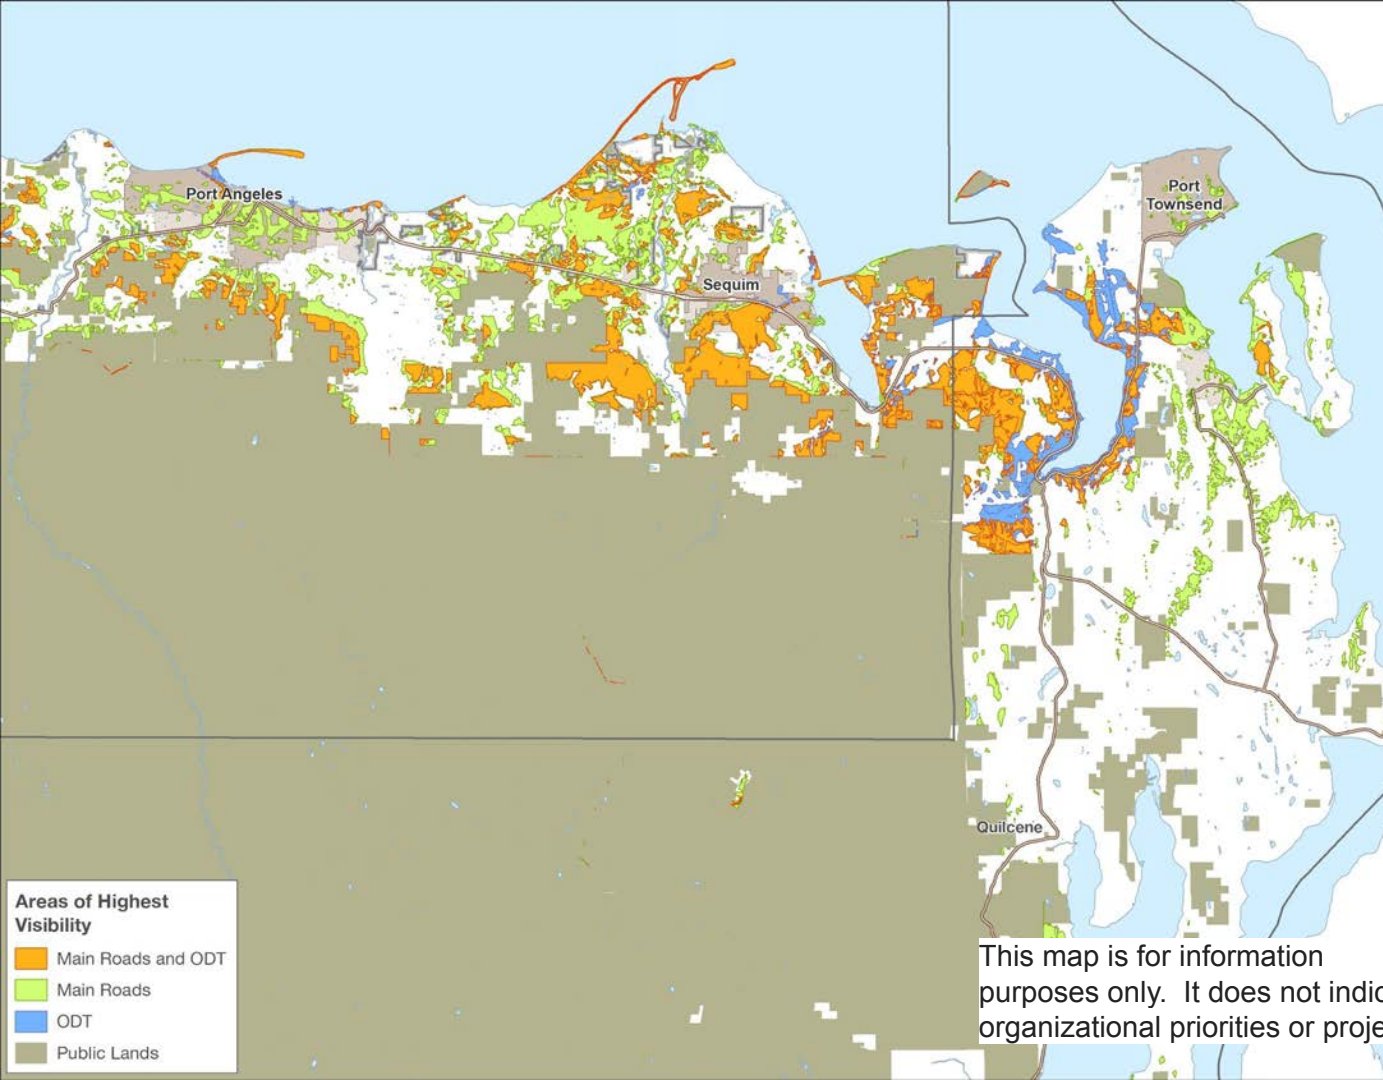 Port Angeles
Port
Townsend
Sequim
Quilcene
Areas of Highest
Visibility
Main Roads and ODT
Main Roads
ODT
Public Lands
This map is for information
purposes only.  It does not indic
organizational priorities or proje